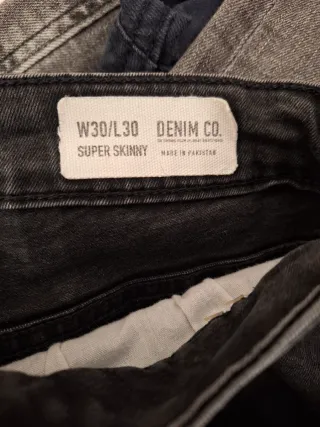 W30/L30 DENIM CO.
SUPER SKINNY MADE IN PAKISTAN